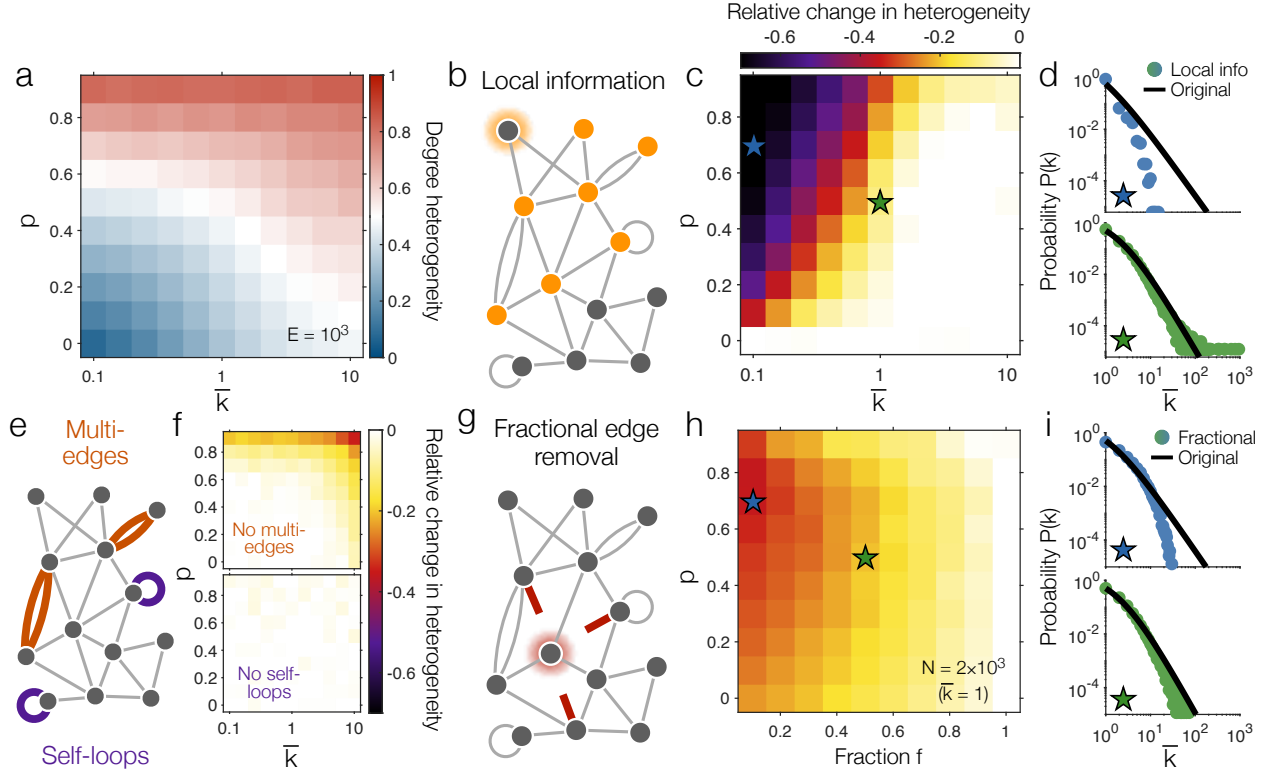 Relative change in heterogeneity
-0.6 -0.4 -0.2 0
a
1
0.8
0.6
0.4
0.2
0
0.8
0.6
0.4
0.2
0
p
E = 10³
0.1 1 10
k̅
Degree heterogeneity
b
Local information
c
0.8
0.6
0.4
0.2
0
p
0.1 1 10
k̅
d
Local info
Original
10⁰
10⁻²
10⁻⁴
10⁰
10⁻²
10⁻⁴
Probability P(k)
10⁰ 10¹ 10² 10³
k̅
e
Multi-
edges
Self-loops
f
0.8
0.6
0.4
0.2
0
No multi-
edges
p
0.8
0.6
0.4
0.2
0
No self-
loops
0.1 1 10
k̅
0
-0.2
-0.4
-0.6
Relative change in heterogeneity
g
Fractional edge
removal
h
0.8
0.6
0.4
0.2
0
p
N = 2×10³
(k̅ = 1)
0.2 0.4 0.6 0.8 1
Fraction f
i
Fractional
Original
10⁰
10⁻²
10⁻⁴
10⁰
10⁻²
10⁻⁴
Probability P(k)
10⁰ 10¹ 10² 10³
k̅